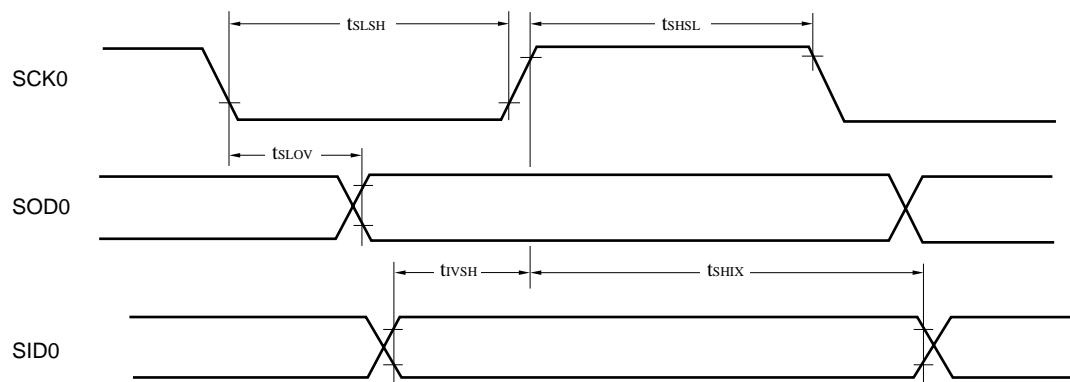 tSLSH tSHSL
SCK0
tSLOV
SOD0
tIVSH tSHIX
SID0